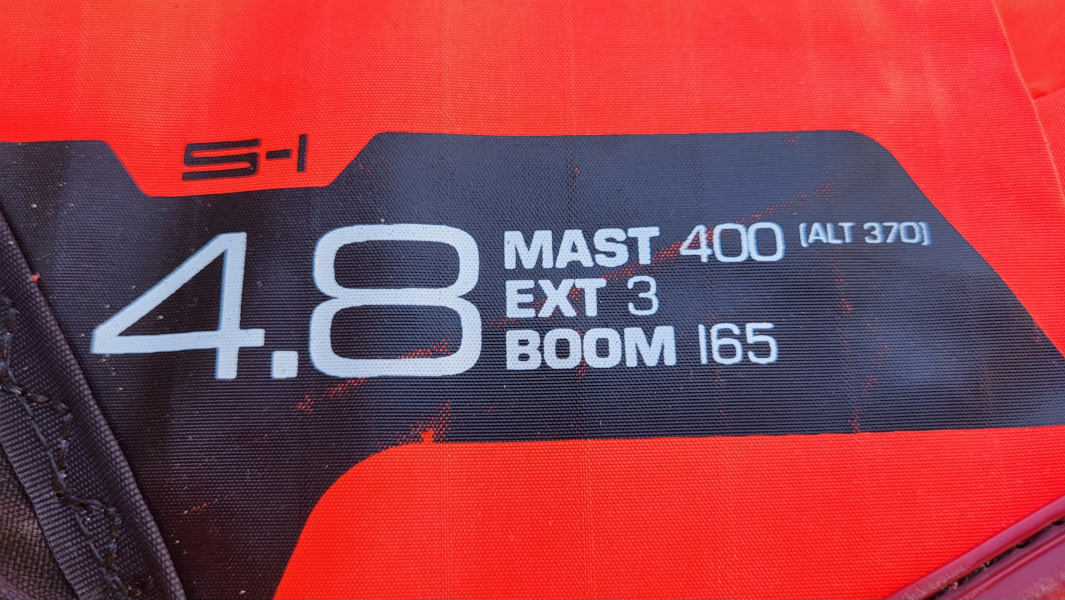 S-1
4.8
MAST 400 (ALT 370)
EXT 3
BOOM 165